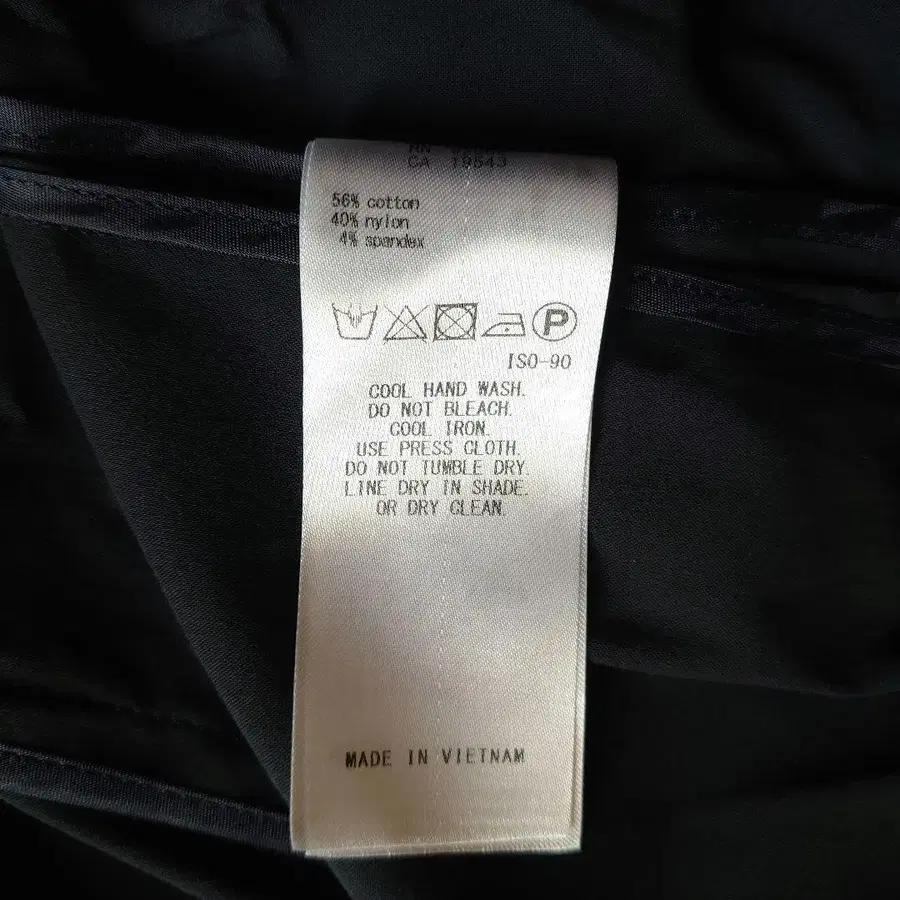 RN
CA 19543
56% cotton
40% nylon
4% spandex
P
ISO-90
COOL HAND WASH.
DO NOT BLEACH.
COOL IRON.
USE PRESS CLOTH.
DO NOT TUMBLE DRY.
LINE DRY IN SHADE.
OR DRY CLEAN.
MADE IN VIETNAM